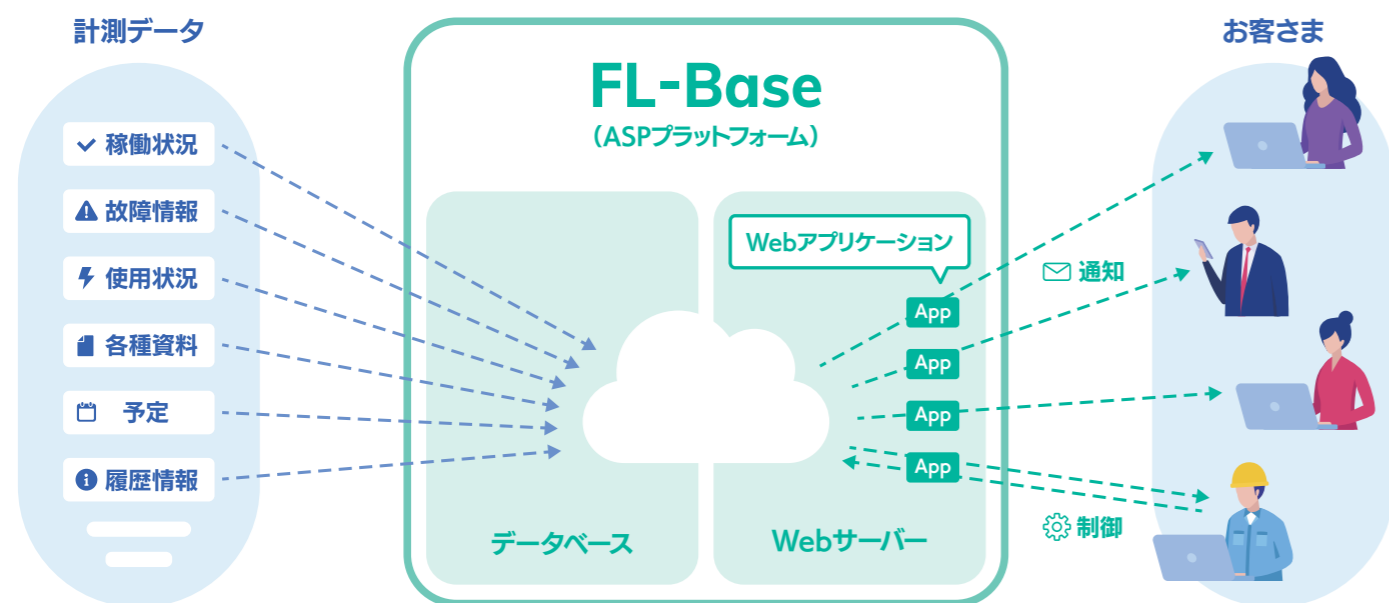 計測データ
稼働状況
故障情報
使用状況
各種資料
予定
履歴情報
FL-Base
（ASPプラットフォーム）
データベース
Webアプリケーション
App
App
App
App
Webサーバー
通知
制御
お客さま